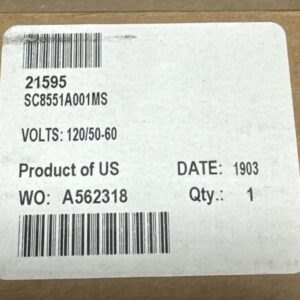 21595
SC8551A001MS
VOLTS: 120/50-60
Product of US DATE: 1903
WO: A562318 Qty.: 1